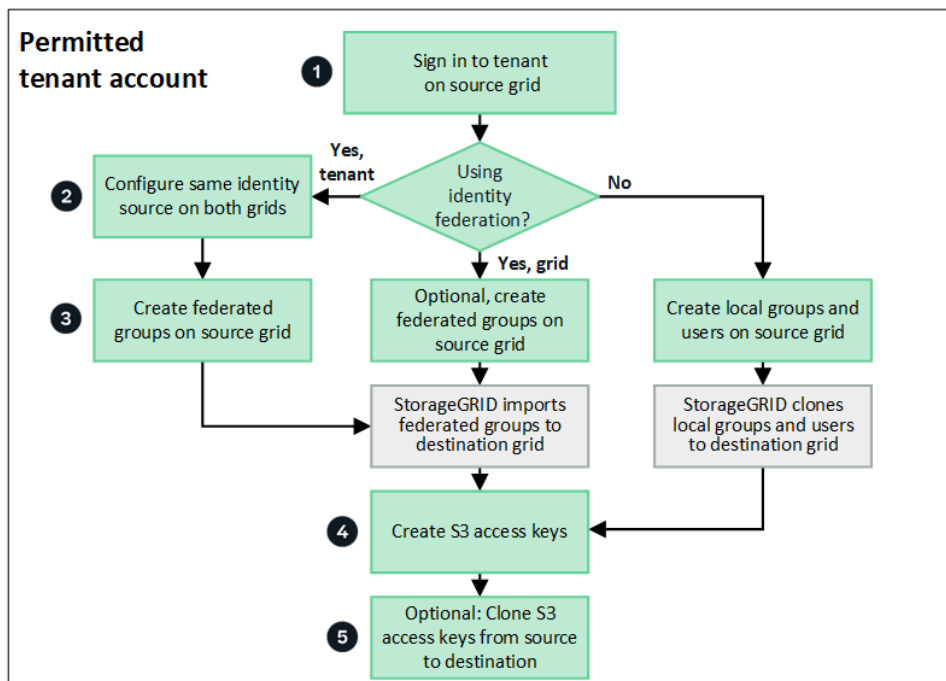 Permitted
tenant account
1
Sign in to tenant
on source grid
Yes,
tenant
Using
identity
federation?
No
2
Configure same identity
source on both grids
Yes, grid
3
Create federated
groups on source grid
Optional, create
federated groups on
source grid
Create local groups and
users on source grid
StorageGRID imports
federated groups to
destination grid
StorageGRID clones
local groups and users
to destination grid
4
Create S3 access keys
5
Optional: Clone S3
access keys from source
to destination